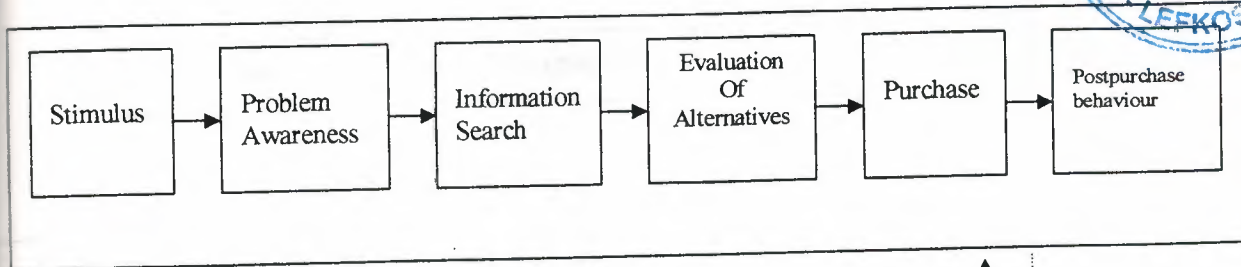 Stimulus
Problem
Awareness
Information
Search
Evaluation
Of
Alternatives
Purchase
Postpurchase
behaviour